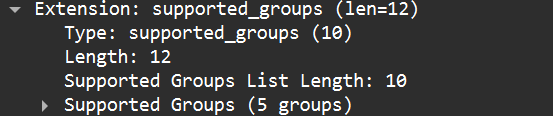 Extension: supported_groups (len=12)
Type: supported_groups (10)
Length: 12
Supported Groups List Length: 10
Supported Groups (5 groups)